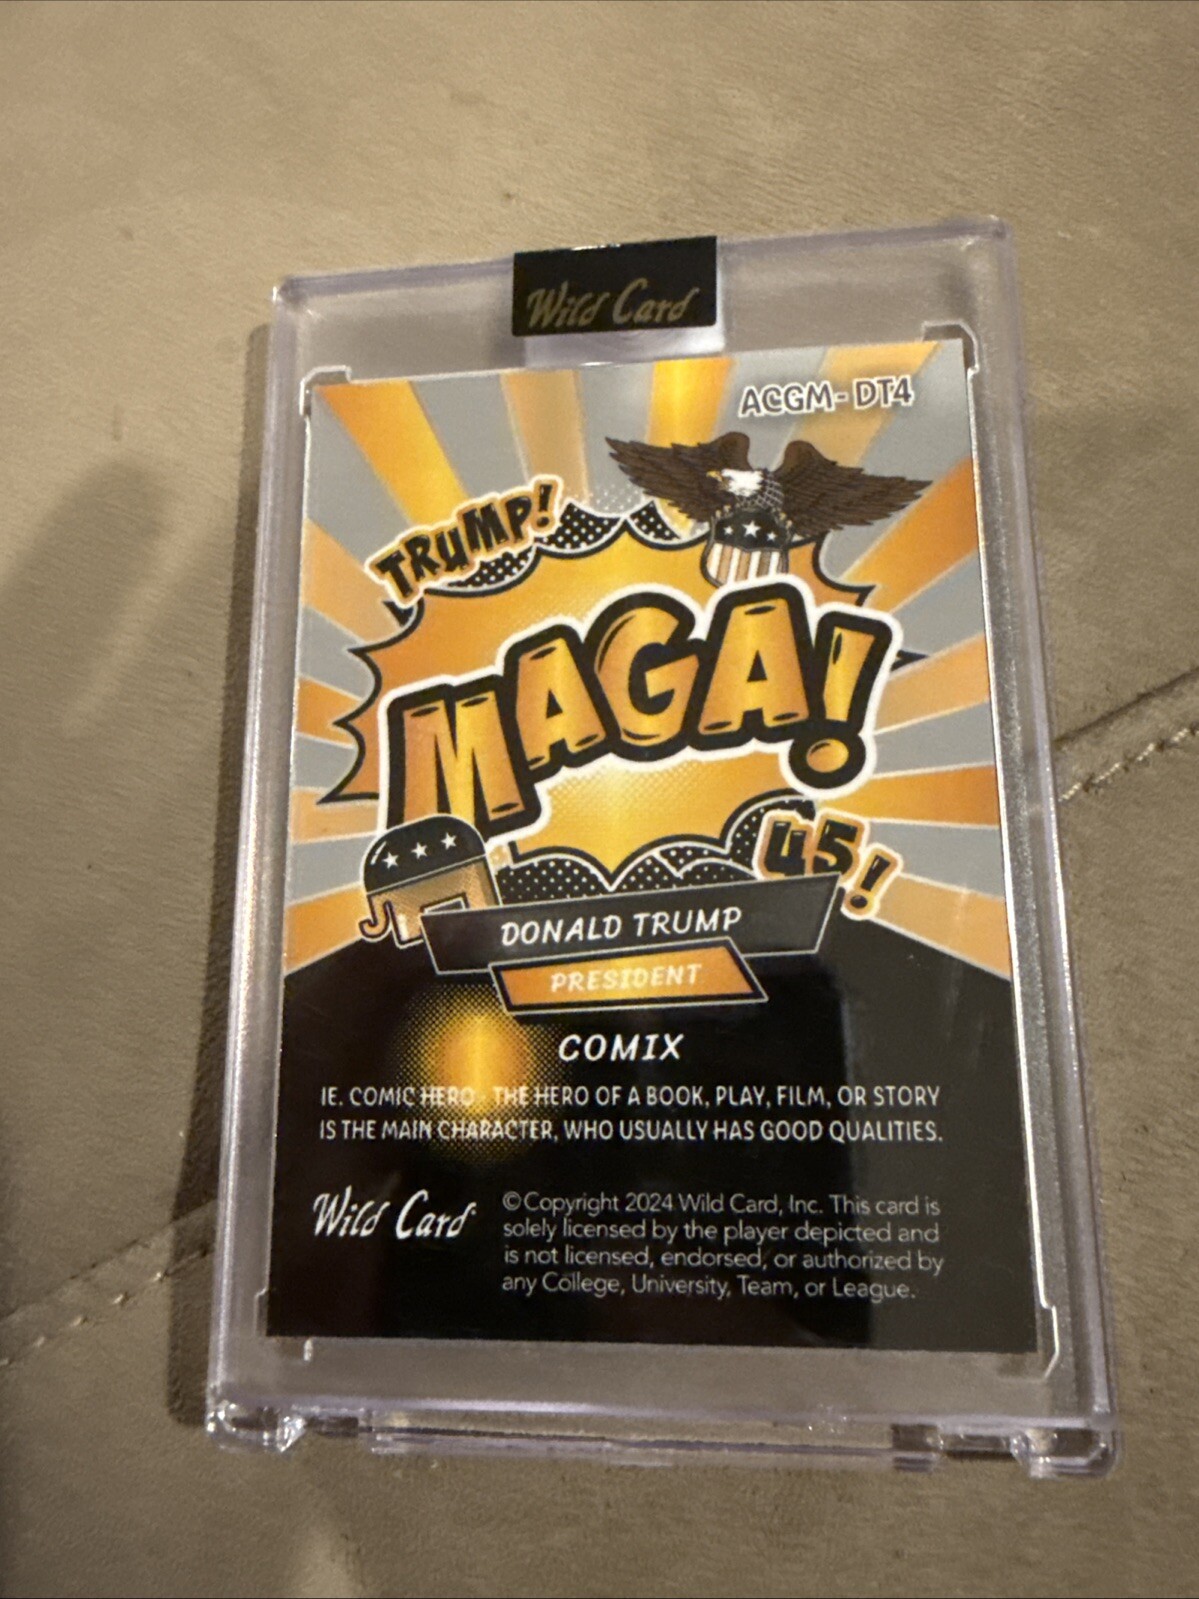 Wild Card
ACGM-DT4
TRUMP!
MAGA!
45!
DONALD TRUMP
PRESIDENT
COMIX
IE. COMIC HERO - THE HERO OF A BOOK, PLAY, FILM, OR STORY
IS THE MAIN CHARACTER, WHO USUALLY HAS GOOD QUALITIES.
Wild Card
©Copyright 2024 Wild Card, Inc. This card is
solely licensed by the player depicted and
is not licensed, endorsed, or authorized by
any College, University, Team, or League.